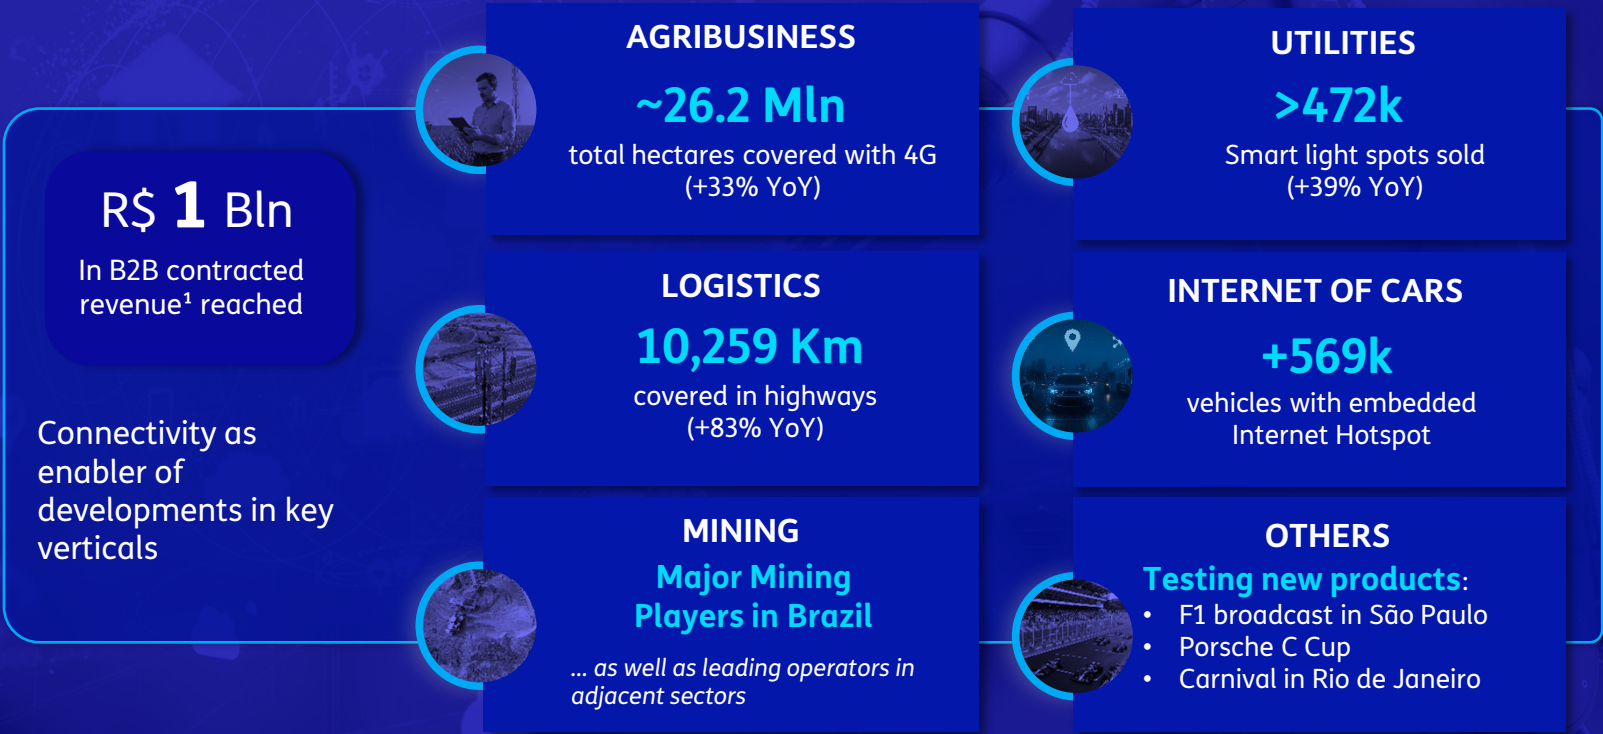 R$ 1 Bln
In B2B contracted
revenue¹ reached
Connectivity as
enabler of
developments in key
verticals
AGRIBUSINESS
~26.2 Mln
total hectares covered with 4G
(+33% YoY)
UTILITIES
>472k
Smart light spots sold
(+39% YoY)
LOGISTICS
10,259 Km
covered in highways
(+83% YoY)
INTERNET OF CARS
+569k
vehicles with embedded
Internet Hotspot
MINING
Major Mining
Players in Brazil
... as well as leading operators in
adjacent sectors
OTHERS
Testing new products:
• F1 broadcast in São Paulo
• Porsche C Cup
• Carnival in Rio de Janeiro